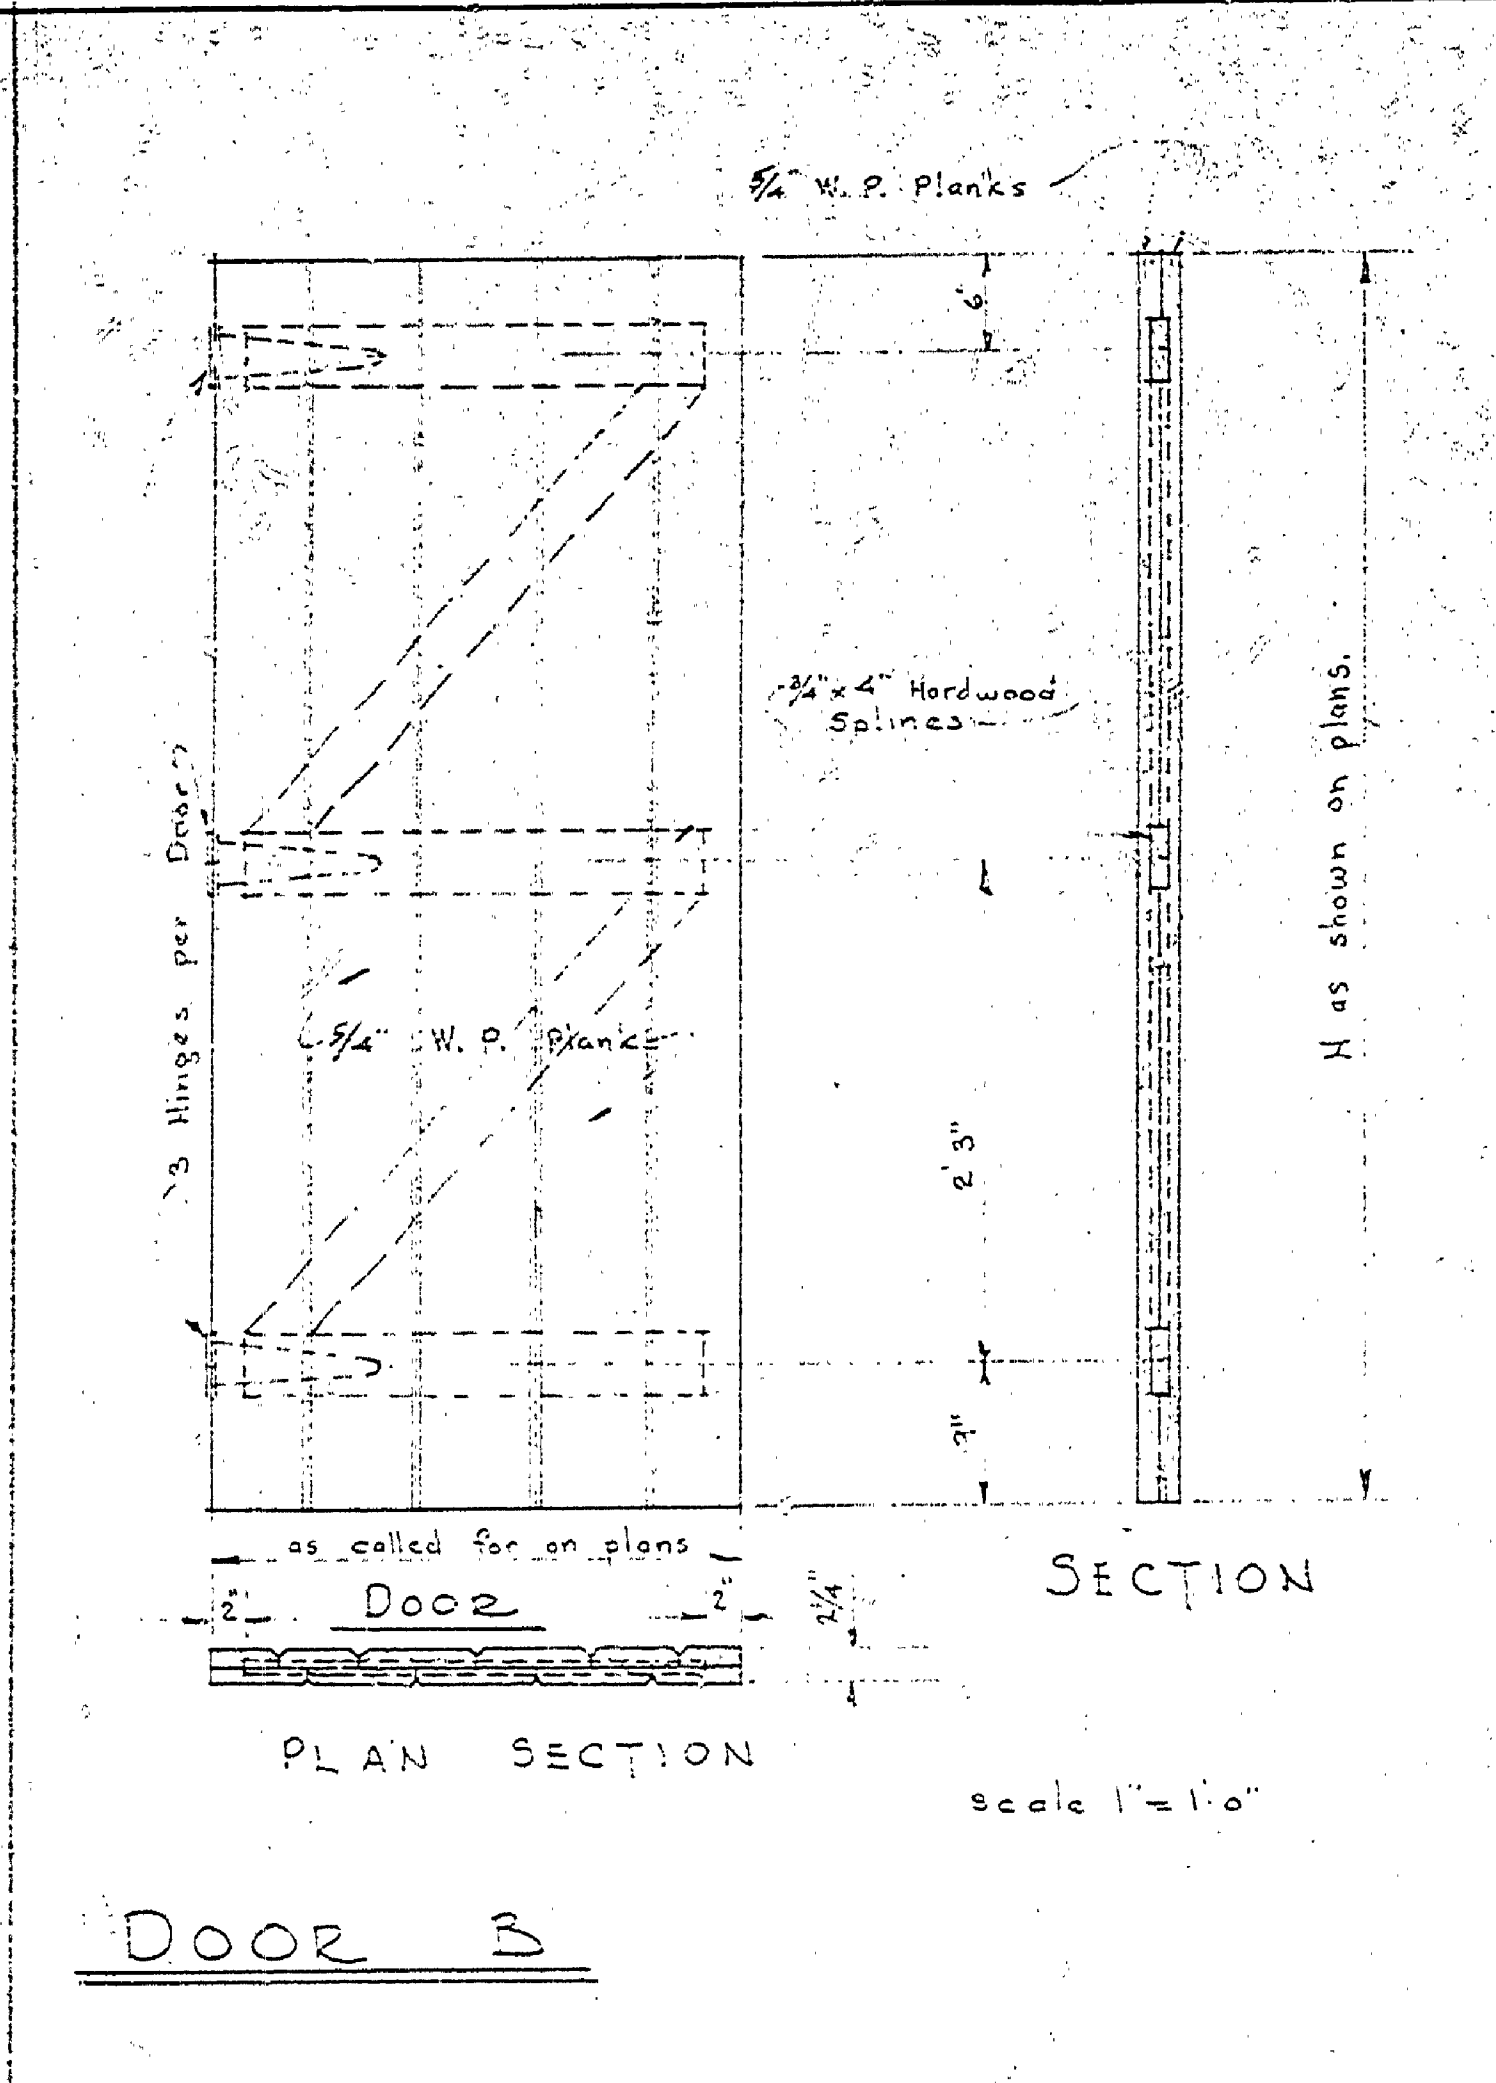 5/4" W. P. Planks
6"
3/4" x 4" Hardwood
Splines
3 Hinges per Door
H as shown on plans.
5/4" W. P. Planks
2' 3"
as called for on plans
2"
DOOR
2"
2 1/4"
SECTION
PLAN SECTION
scale 1" = 1'.0"
DOOR B